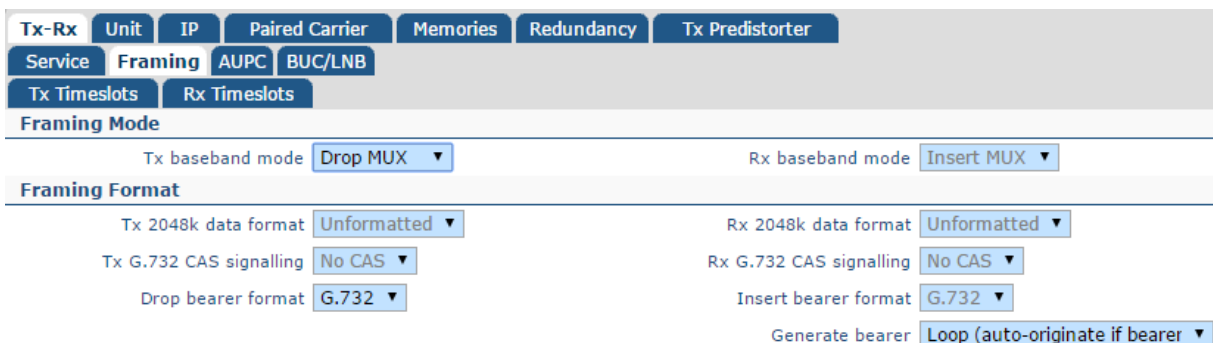 Tx-Rx Unit IP Paired Carrier Memories Redundancy Tx Predistorter
Service Framing AUPC BUC/LNB
Tx Timeslots Rx Timeslots
Framing Mode
Tx baseband mode Drop MUX Rx baseband mode Insert MUX
Framing Format
Tx 2048k data format Unformatted Rx 2048k data format Unformatted
Tx G.732 CAS signalling No CAS Rx G.732 CAS signalling No CAS
Drop bearer format G.732 Insert bearer format G.732
Generate bearer Loop (auto-originate if bearer